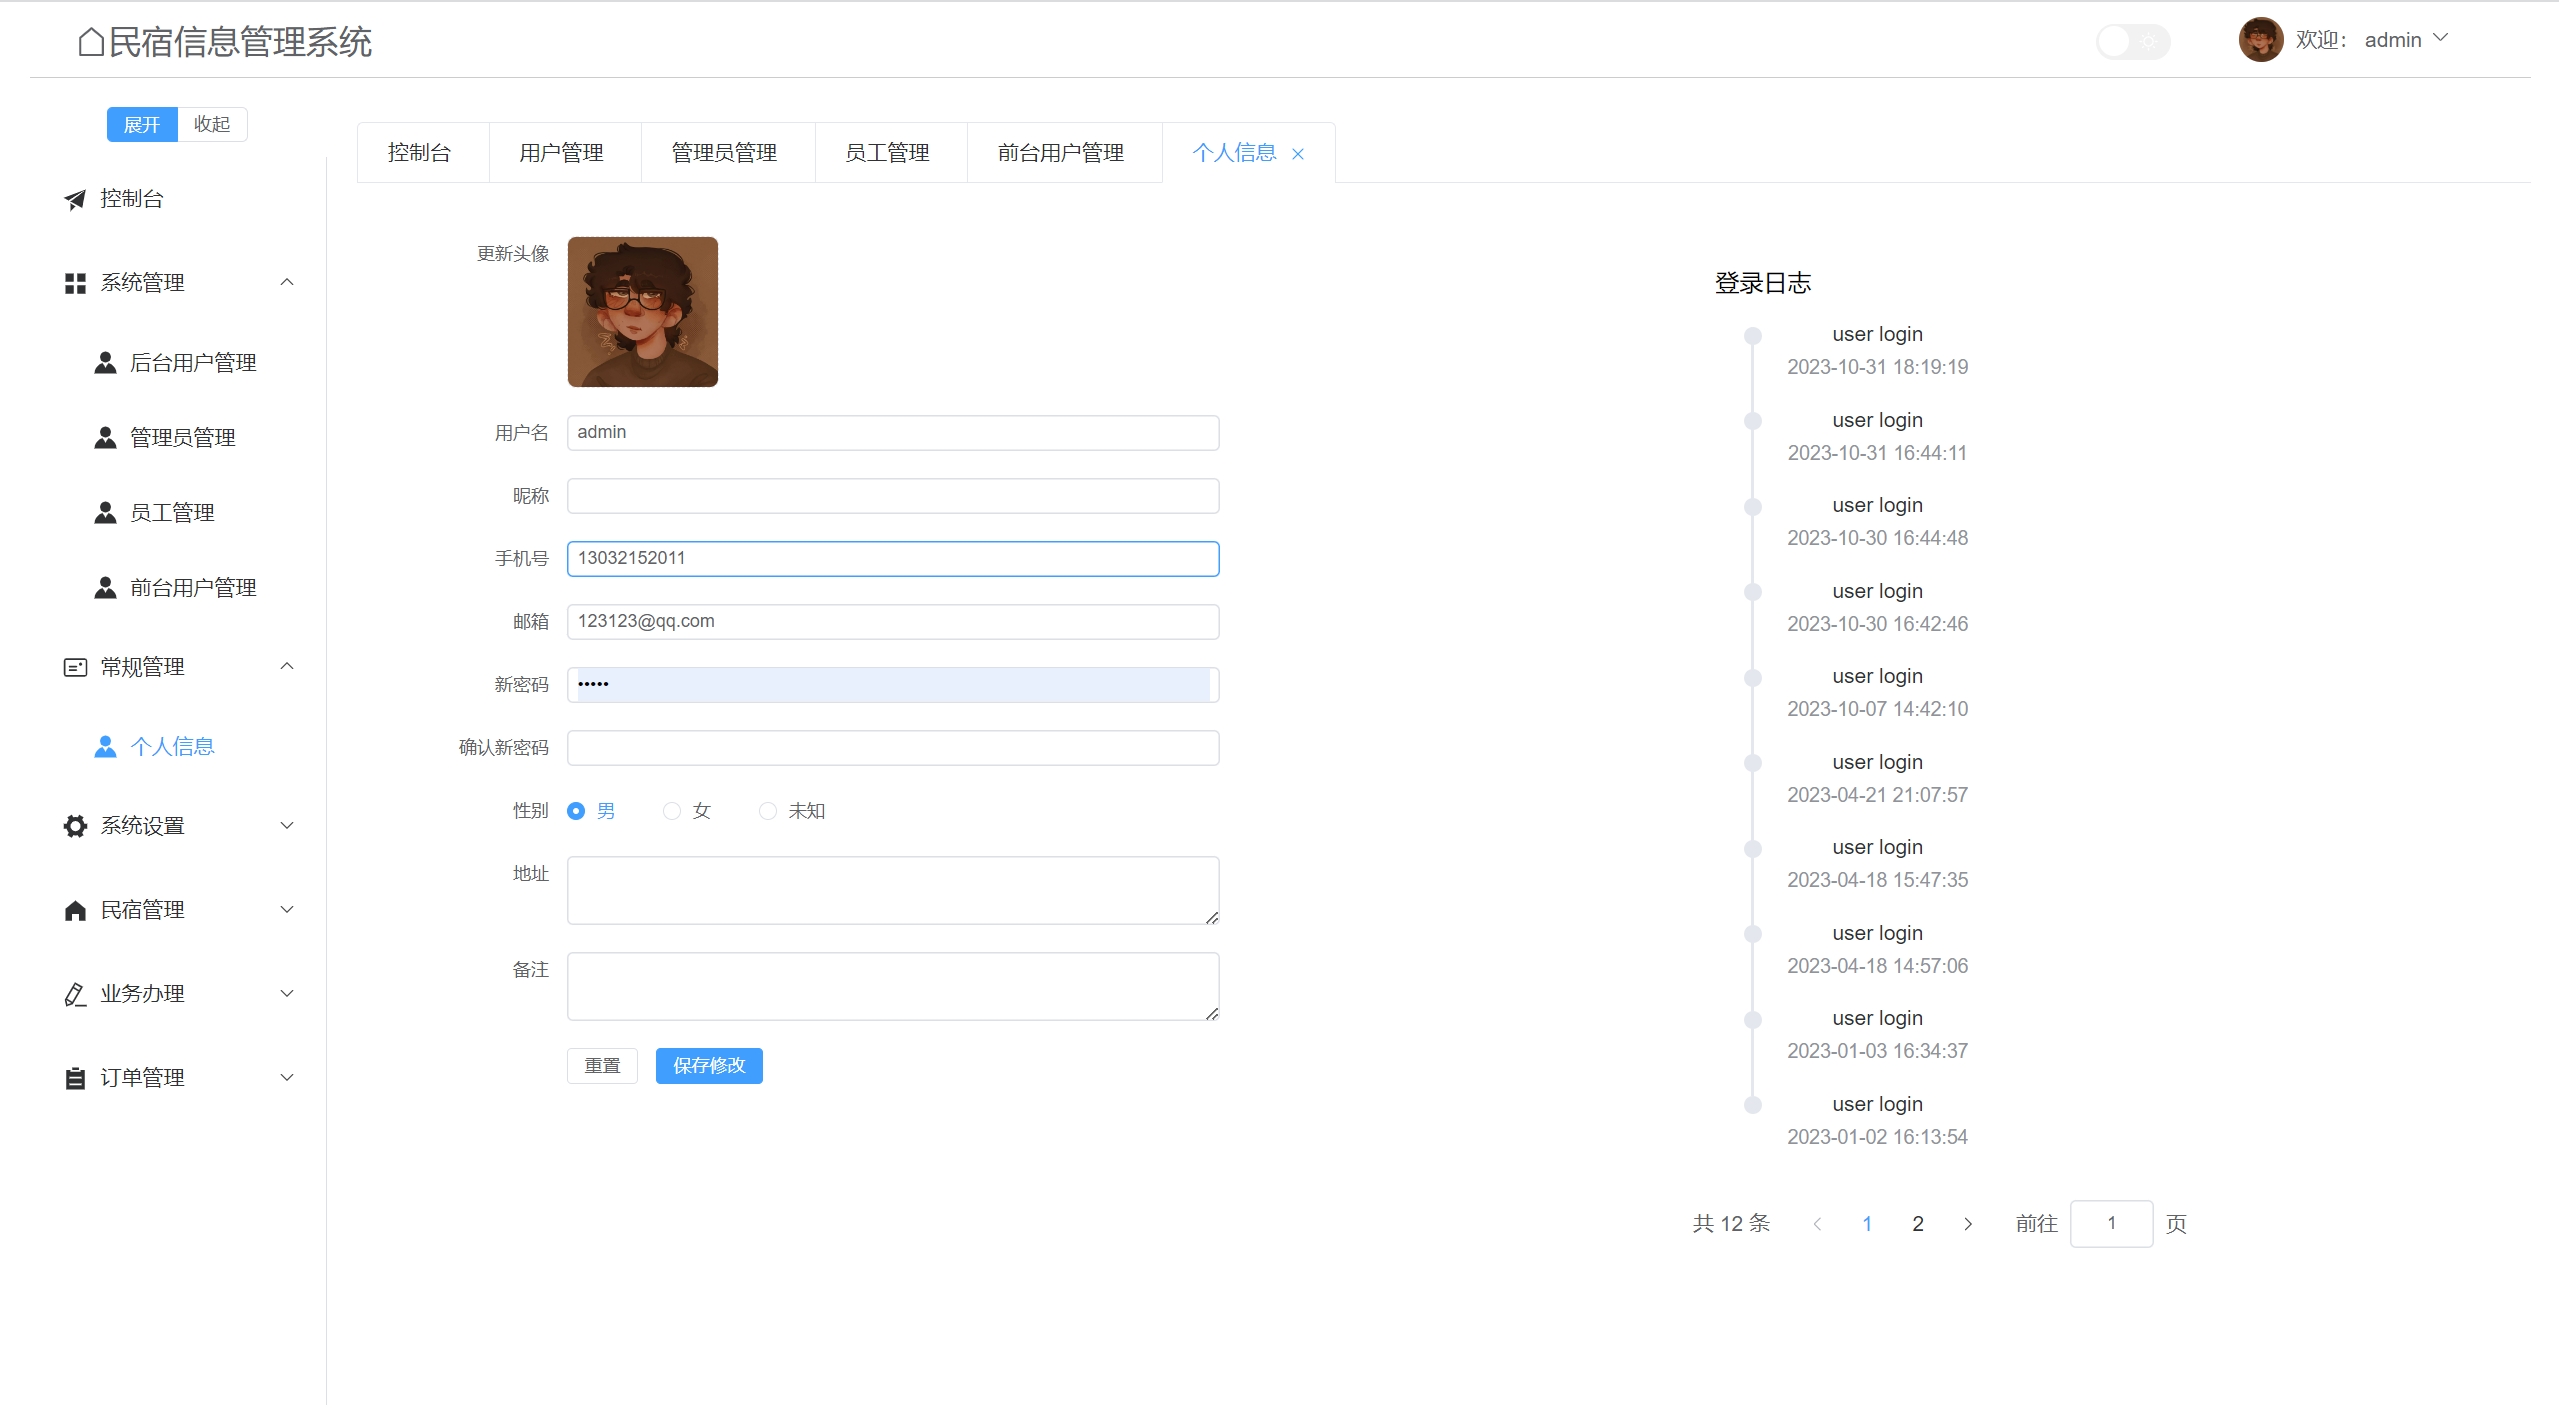 民宿信息管理系统
欢迎： admin
展开 收起
控制台
系统管理
后台用户管理
管理员管理
员工管理
前台用户管理
常规管理
个人信息
系统设置
民宿管理
业务办理
订单管理
控制台 用户管理 管理员管理 员工管理 前台用户管理 个人信息
更新头像
用户名 admin
昵称
手机号 13032152011
邮箱 123123@qq.com
新密码 •••••
确认新密码
性别 男 女 未知
地址
备注
重置 保存修改
登录日志
user login
2023-10-31 18:19:19
user login
2023-10-31 16:44:11
user login
2023-10-30 16:44:48
user login
2023-10-30 16:42:46
user login
2023-10-07 14:42:10
user login
2023-04-21 21:07:57
user login
2023-04-18 15:47:35
user login
2023-04-18 14:57:06
user login
2023-01-03 16:34:37
user login
2023-01-02 16:13:54
共 12 条 1 2 前往 1 页